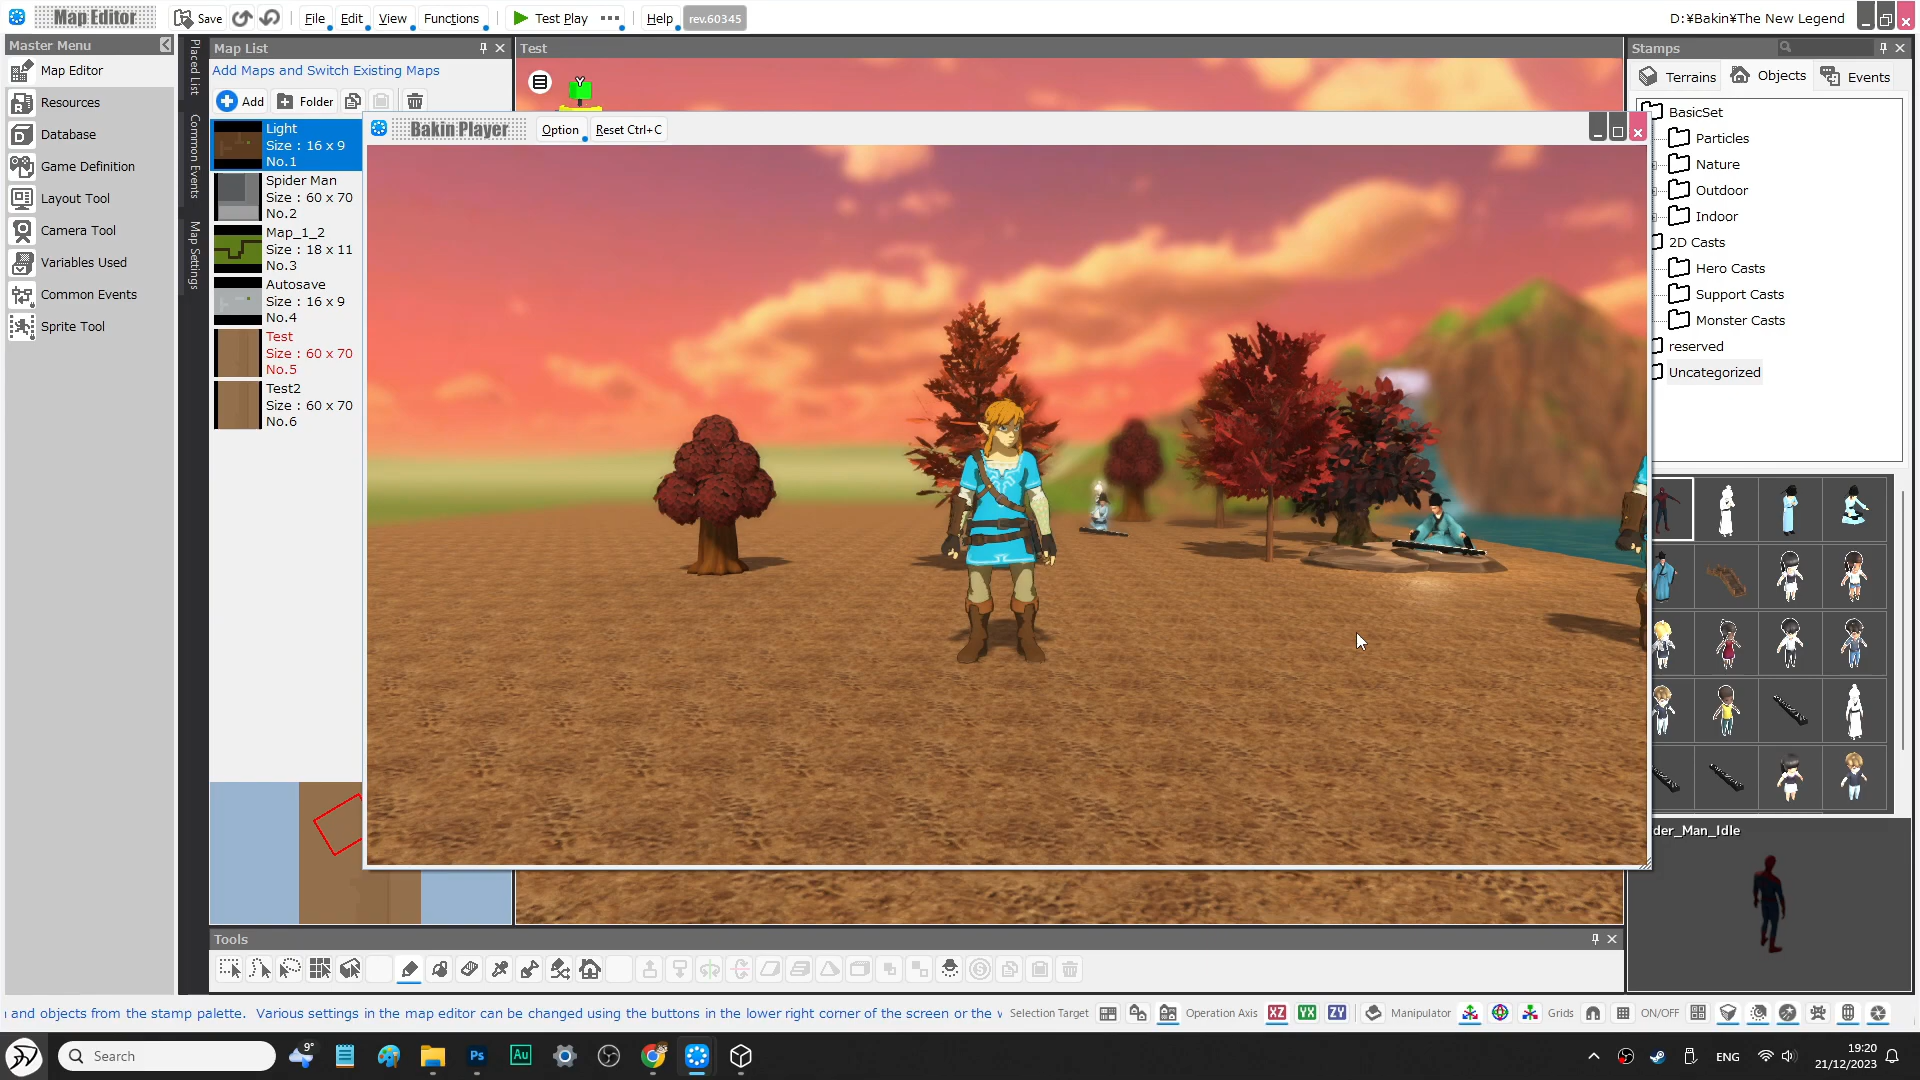 Map Editor
Save
File
Edit
View
Functions
Test Play
Help
rev.60345
D:¥Bakin¥The New Legend
Master Menu
Map Editor
Resources
Database
Game Definition
Layout Tool
Camera Tool
Variables Used
Common Events
Sprite Tool
Placed List
Common Events
Map Settings
Map List
Add Maps and Switch Existing Maps
Add
Folder
Light
Size : 16 x 9
No.1
Spider Man
Size : 60 x 70
No.2
Map_1_2
Size : 18 x 11
No.3
Autosave
Size : 16 x 9
No.4
Test
Size : 60 x 70
No.5
Test2
Size : 60 x 70
No.6
Test
Y
Bakin Player
Option
Reset Ctrl+C
Stamps
Terrains
Objects
Events
BasicSet
Particles
Nature
Outdoor
Indoor
2D Casts
Hero Casts
Support Casts
Monster Casts
reserved
Uncategorized
der_Man_Idle
Tools
and objects from the stamp palette. Various settings in the map editor can be changed using the buttons in the lower right corner of the screen or the
Selection Target
Operation Axis
XZ
YX
ZY
Manipulator
Grids
ON/OFF
Search
9°
Ps
Au
ENG
19:20
21/12/2023